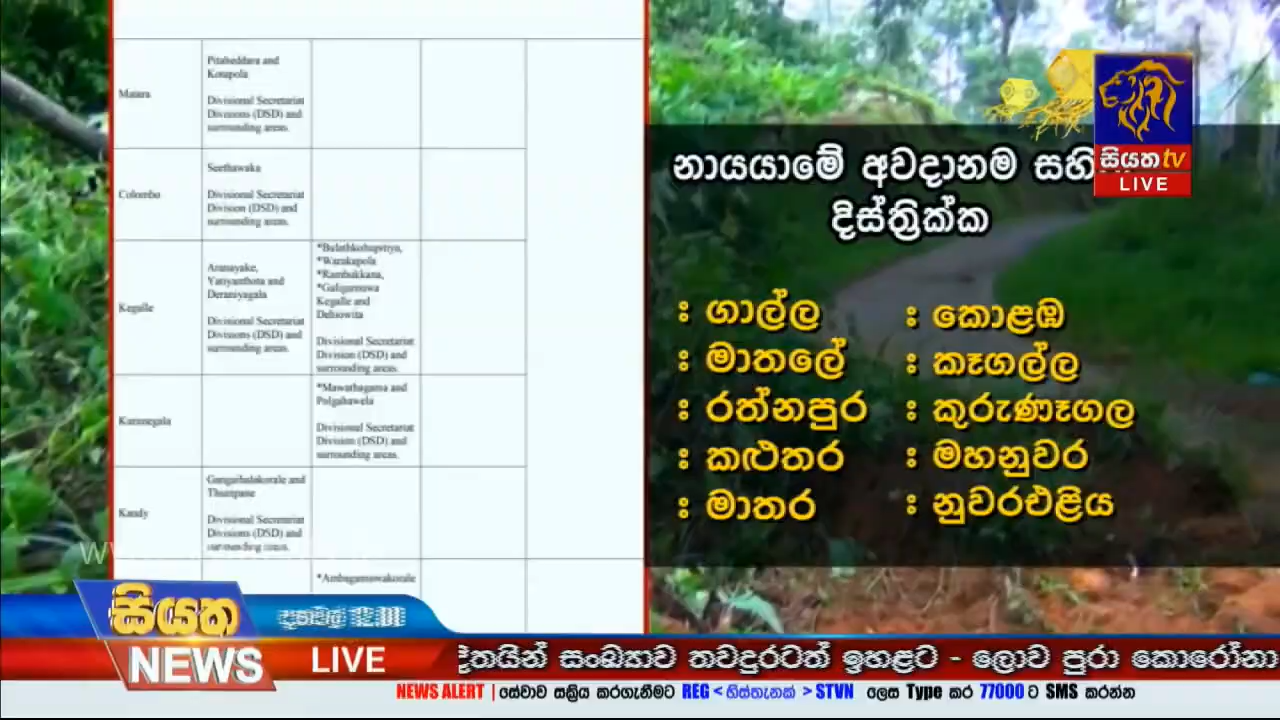 Matara
Pitabeddara and
Kotapola
Divisional Secretariat
Divisions (DSD) and
surrounding areas.
Colombo
Seethawaka
Divisional Secretariat
Division (DSD) and
surrounding areas.
Kegalle
Aranayake,
Yatiyanthota and
Deraniyagala
Divisional Secretariat
Divisions (DSD) and
surrounding areas.
*Bulathkohupitiya,
*Warakapola
*Rambukkana,
*Galigamuwa
Kegalle and
Dehiowita
Divisional Secretariat
Division (DSD) and
surrounding areas.
Kurunegala
*Mawathagama and
Polgahawela
Divisional Secretariat
Division (DSD) and
surrounding areas.
Kandy
Gangaihalakorale and
Thumpane
Divisional Secretariat
Divisions (DSD) and
surrounding areas.
*Ambagamuwakorale
නායයාමේ අවදානම
දිස්ත්‍රික්ක
: ගාල්ල
: මාතලේ
: රත්නපුර
: කළුතර
: මාතර
: කොළඹ
: කෑගල්ල
: කුරුණෑගල
: මහනුවර
: නුවරඑළිය
සියත tv
LIVE
සියත
NEWS
දහවල් 12.00
LIVE
සංඛ්‍යාව තවදුරටත් ඉහළට - ලොව පුරා කොරෝනා
NEWS ALERT | සේවාව සක්‍රිය කරගැනීමට REG < හිස්තැනක් > STVN ලෙස Type කර 77000 ට SMS කරන්න